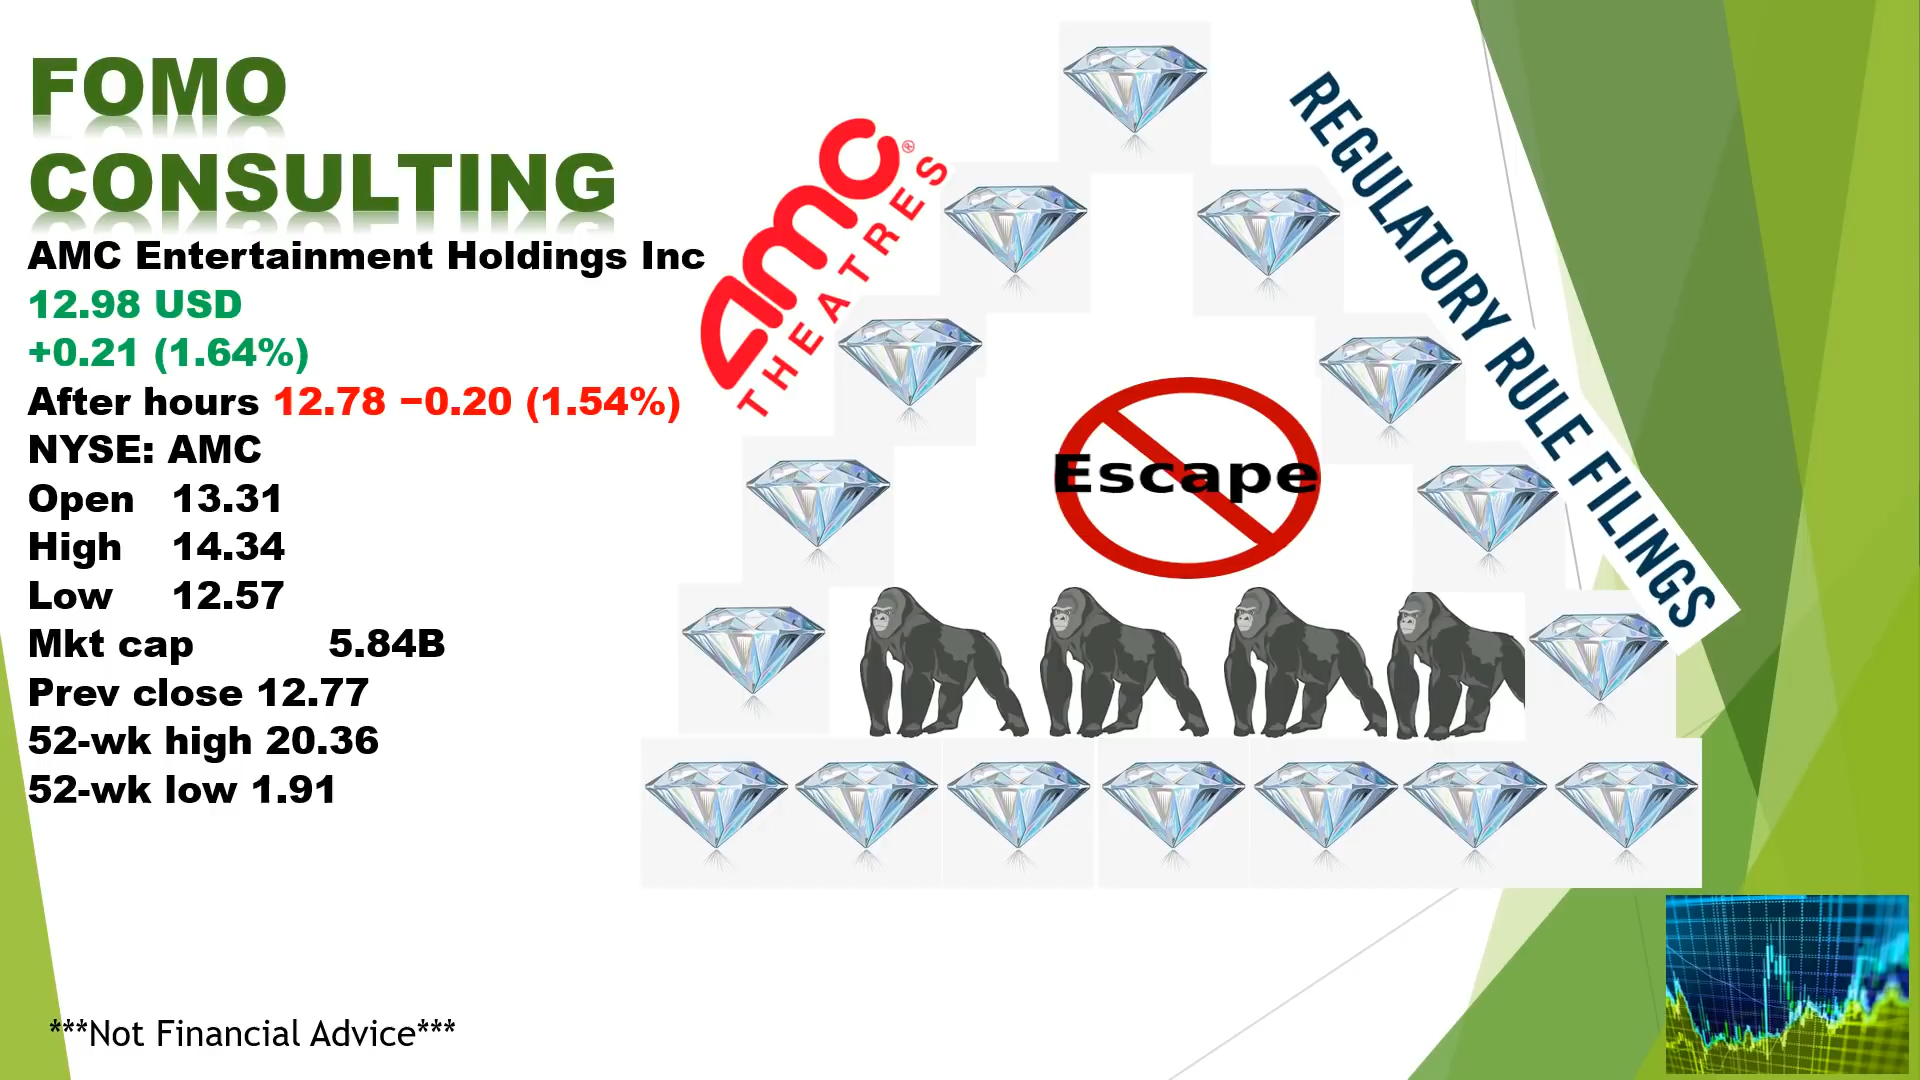 FOMO
CONSULTING
AMC Entertainment Holdings Inc
12.98 USD
+0.21 (1.64%)
After hours 12.78 −0.20 (1.54%)
NYSE: AMC
Open 13.31
High 14.34
Low 12.57
Mkt cap 5.84B
Prev close 12.77
52-wk high 20.36
52-wk low 1.91
***Not Financial Advice***
amc®
THEATRES
Escape
REGULATORY RULE FILINGS